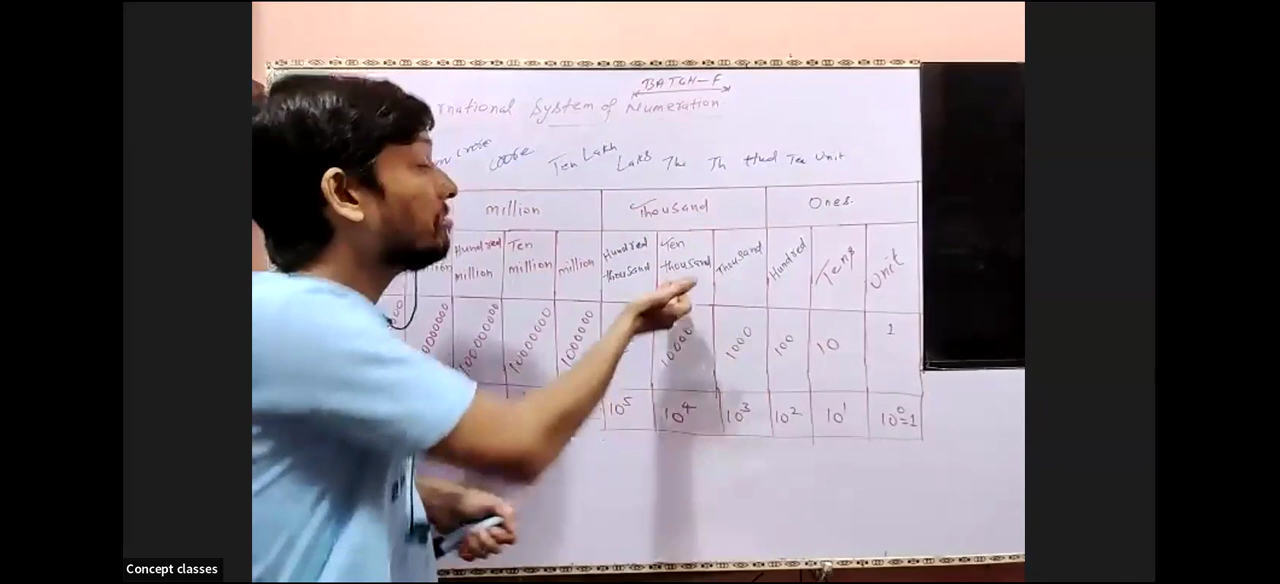 BATCH-F
rnational System of Numeration
Ten Lakh Lakh Th Hud Ten Unit
million Thousand Ones.
Hundred million Ten million million Hundred thousand Ten thousand Thousand Hundred Tens Unit
100000000 10000000 1000000 10000 1000 100 10 1
10⁵ 10⁴ 10³ 10² 10¹ 10⁰=1
Concept classes